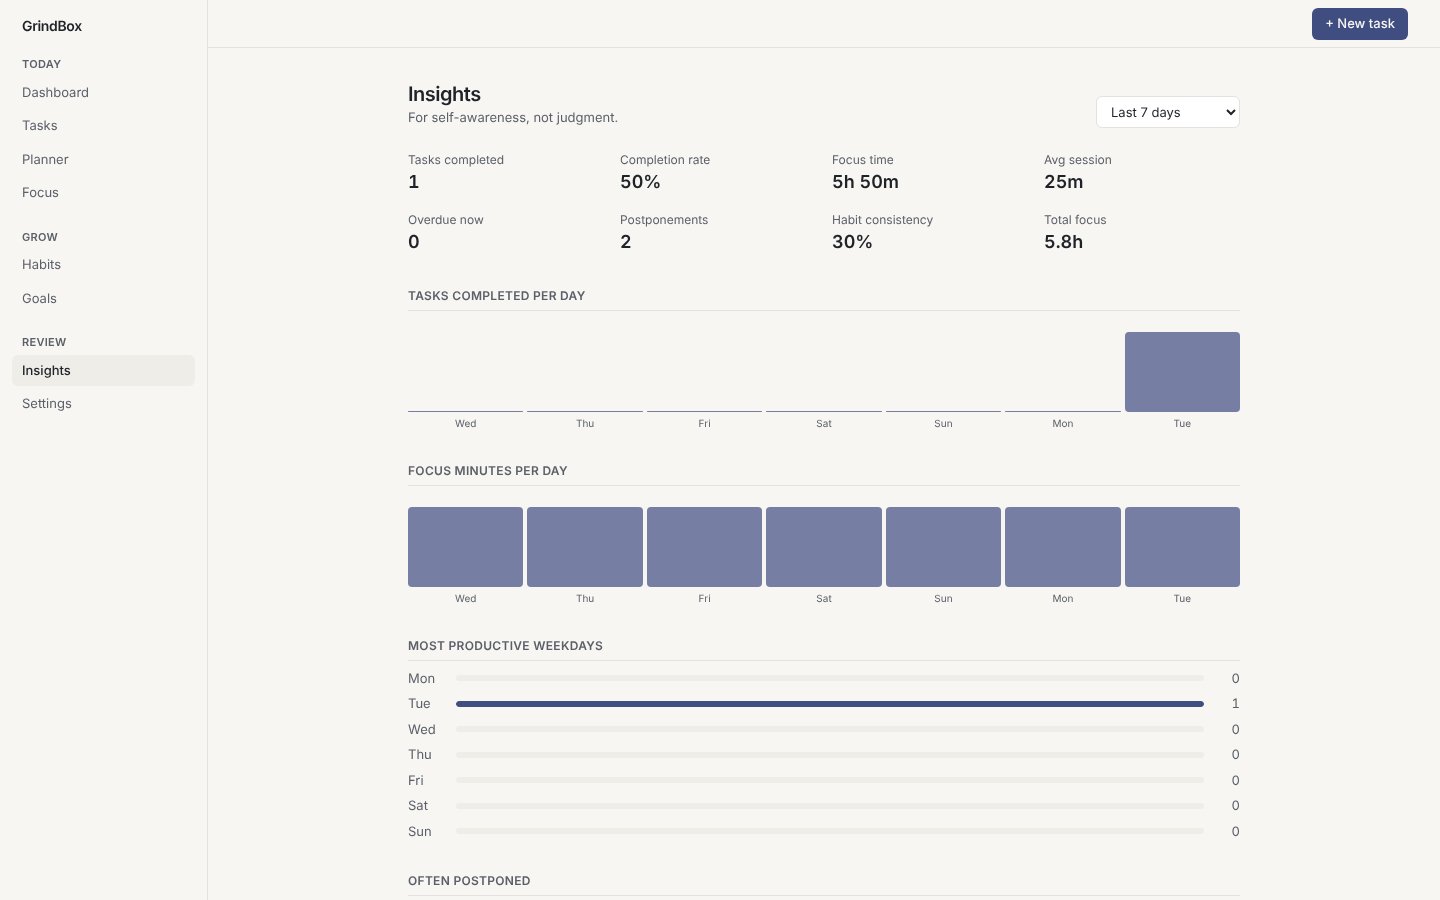 GrindBox
+ New task
TODAY
Dashboard
Tasks
Planner
Focus
GROW
Habits
Goals
REVIEW
Insights
Settings
Insights
For self-awareness, not judgment.
Last 7 days
Tasks completed
1
Completion rate
50%
Focus time
5h 50m
Avg session
25m
Overdue now
0
Postponements
2
Habit consistency
30%
Total focus
5.8h
TASKS COMPLETED PER DAY
Wed Thu Fri Sat Sun Mon Tue
FOCUS MINUTES PER DAY
Wed Thu Fri Sat Sun Mon Tue
MOST PRODUCTIVE WEEKDAYS
Mon 0
Tue 1
Wed 0
Thu 0
Fri 0
Sat 0
Sun 0
OFTEN POSTPONED